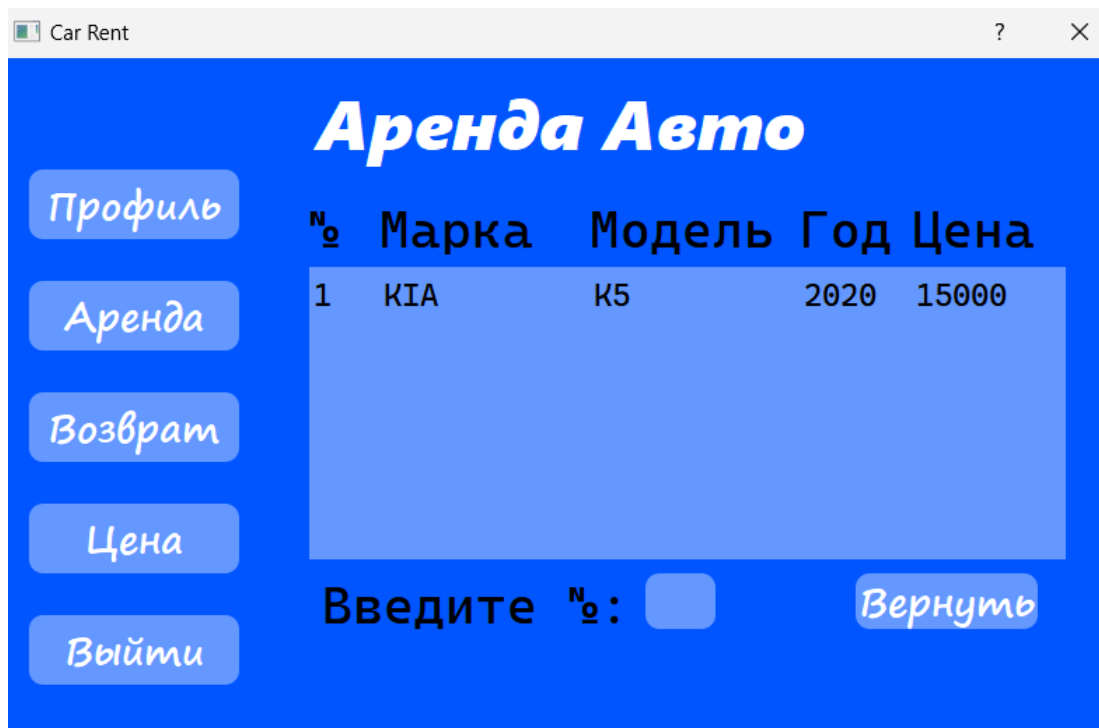 Car Rent ?
Аренда Авто
Профиль
Аренда
Возврат
Цена
Выйти
№ Марка Модель Год Цена
1 KIA K5 2020 15000
Введите №:
Вернуть